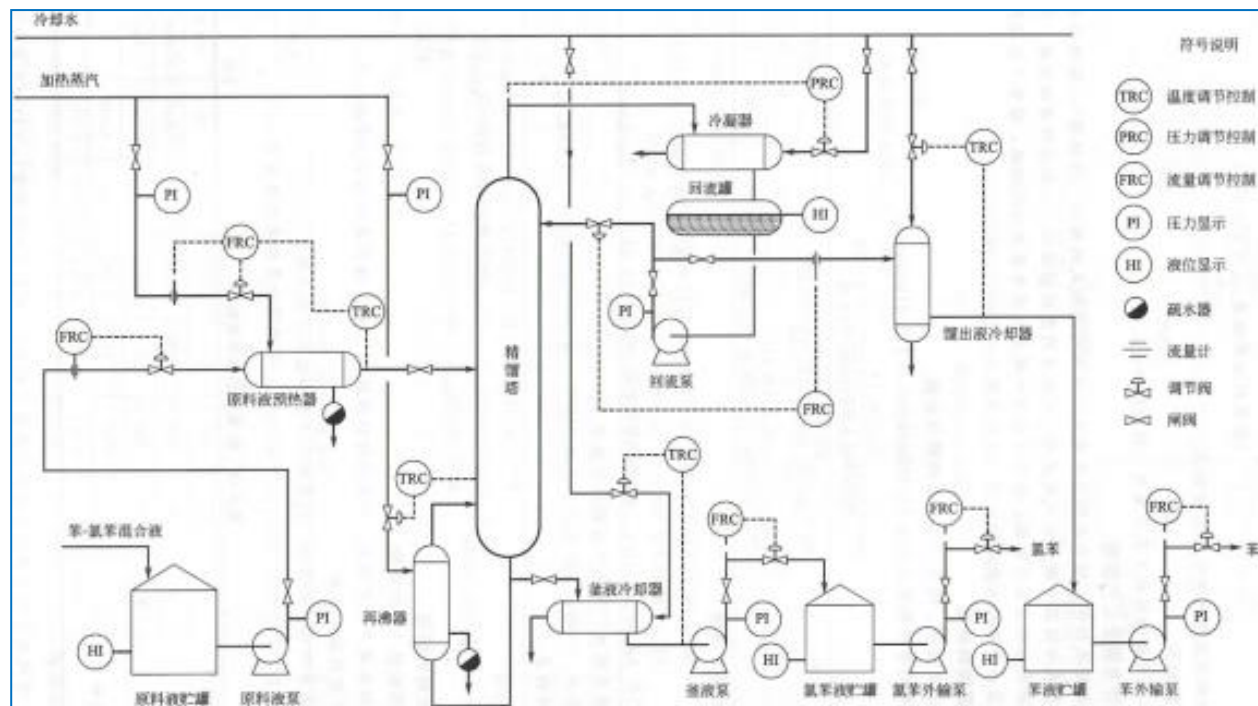 冷却水
符号说明
加热蒸汽
PRC
冷凝器
TRC
TRC 温度调节控制
PRC 压力调节控制
FRC 流量调节控制
PI 压力显示
HI 液位显示
疏水器
流量计
调节阀
闸阀
PI
PI
回流罐
HI
FRC
TRC
FRC
原料液预热器
精馏塔
PI
回流泵
馏出液冷却器
FRC
TRC
TRC
FRC
FRC
FRC
苯-氯苯混合液
氯苯
苯
再沸器
釜液冷却器
HI
PI
PI
HI
PI
HI
PI
原料液贮罐
原料液泵
釜液泵
氯苯液贮罐
氯苯外输泵
苯液贮罐
苯外输泵